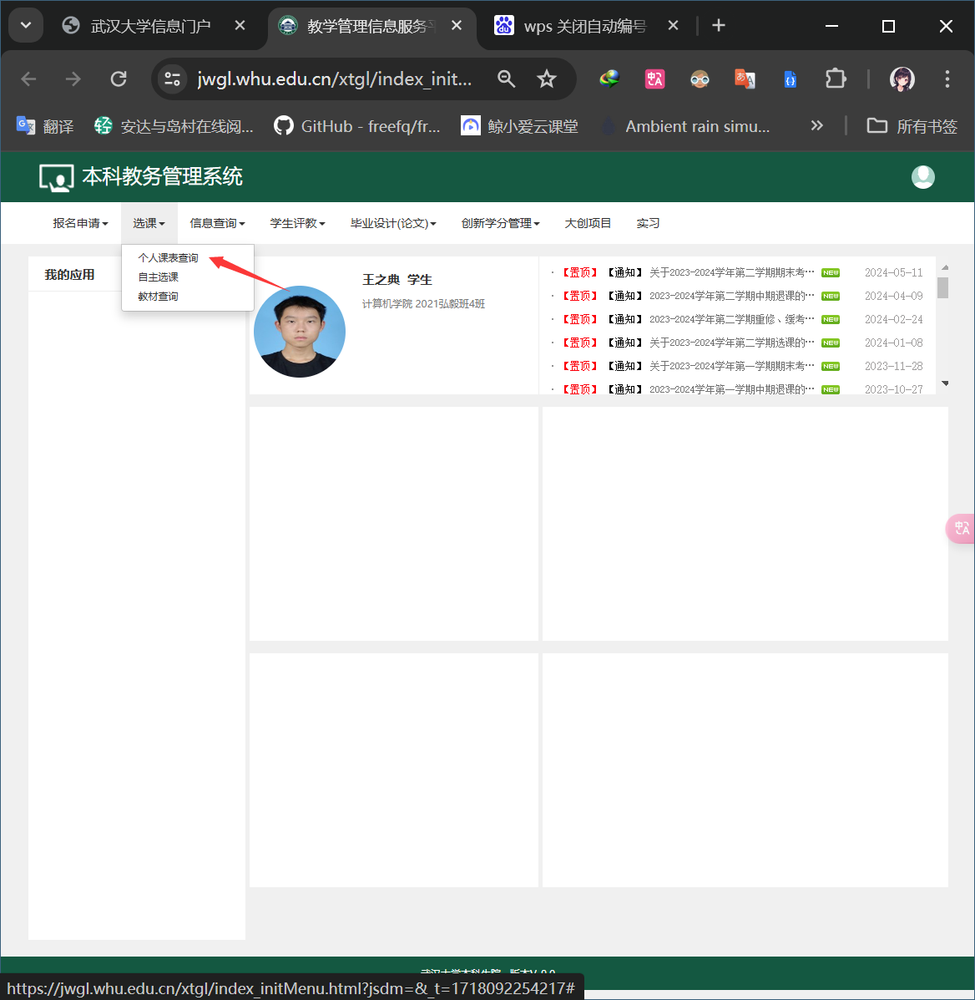 武汉大学信息门户
教学管理信息服务平
wps 关闭自动编号
jwgl.whu.edu.cn/xtgl/index_init...
翻译
安达与岛村在线阅...
GitHub - freefq/fr...
鲸小爱云课堂
Ambient rain simu...
所有书签
本科教务管理系统
报名申请 选课 信息查询 学生评教 毕业设计(论文) 创新学分管理 大创项目 实习
个人课表查询
自主选课
教材查询
我的应用
王之典 学生
计算机学院 2021弘毅班4班
【置顶】 【通知】 关于2023-2024学年第二学期期末考… NEW 2024-05-11
【置顶】 【通知】 2023-2024学年第二学期中期退课的… NEW 2024-04-09
【置顶】 【通知】 2023-2024学年第二学期重修、缓考… NEW 2024-02-24
【置顶】 【通知】 关于2023-2024学年第二学期选课的… NEW 2024-01-08
【置顶】 【通知】 关于2023-2024学年第一学期期末考… NEW 2023-11-28
【置顶】 【通知】 2023-2024学年第一学期中期退课的… NEW 2023-10-27
https://jwgl.whu.edu.cn/xtgl/index_initMenu.html?jsdm=&_t=1718092254217#